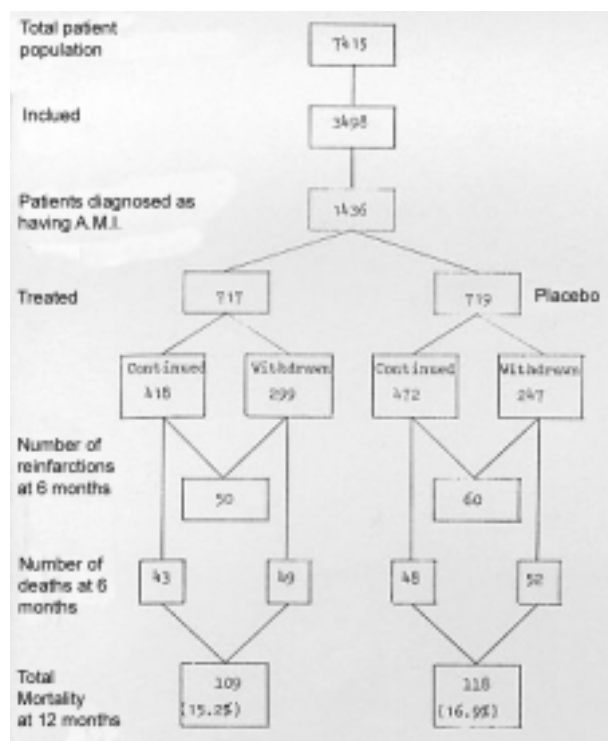 Total patient
population
7415
Inclued
3498
Patients diagnosed as
having A.M.I.
1436
Treated
717
719
Placebo
Continued
418
Withdrawn
299
Continued
472
Withdrawn
247
Number of
reinfarctions
at 6 months
50
60
Number of
deaths at 6
months
43
49
48
52
Total
Mortality
at 12 months
109
(15.2%)
118
(16.9%)